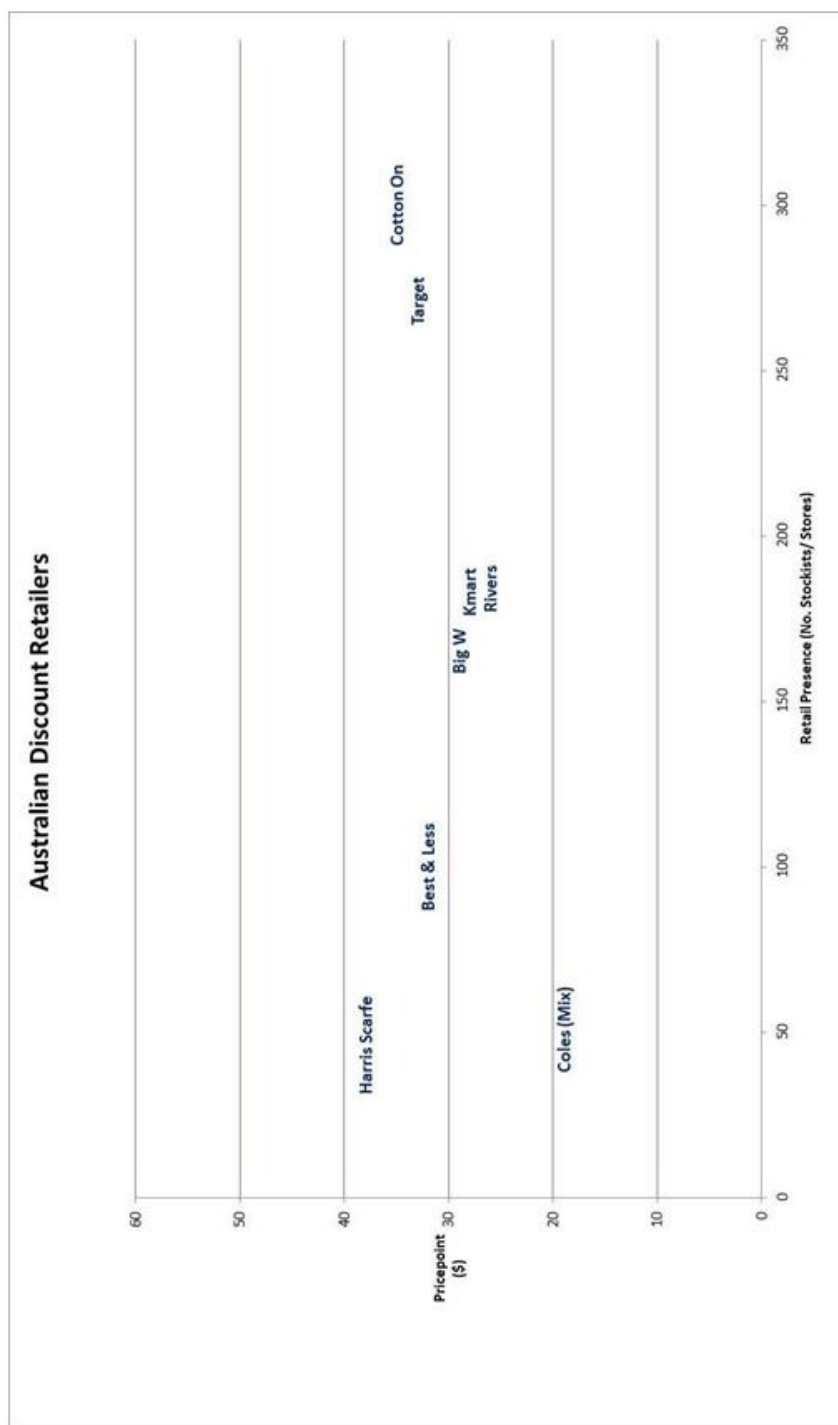 Australian Discount Retailers
60
50
40
30
20
10
0
Pricepoint
($)
Harris Scarfe
Cotton On
Target
Best & Less
Big W
Kmart
Rivers
Coles (Mix)
0
50
100
150
200
250
300
350
Retail Presence (No. Stockists/ Stores)